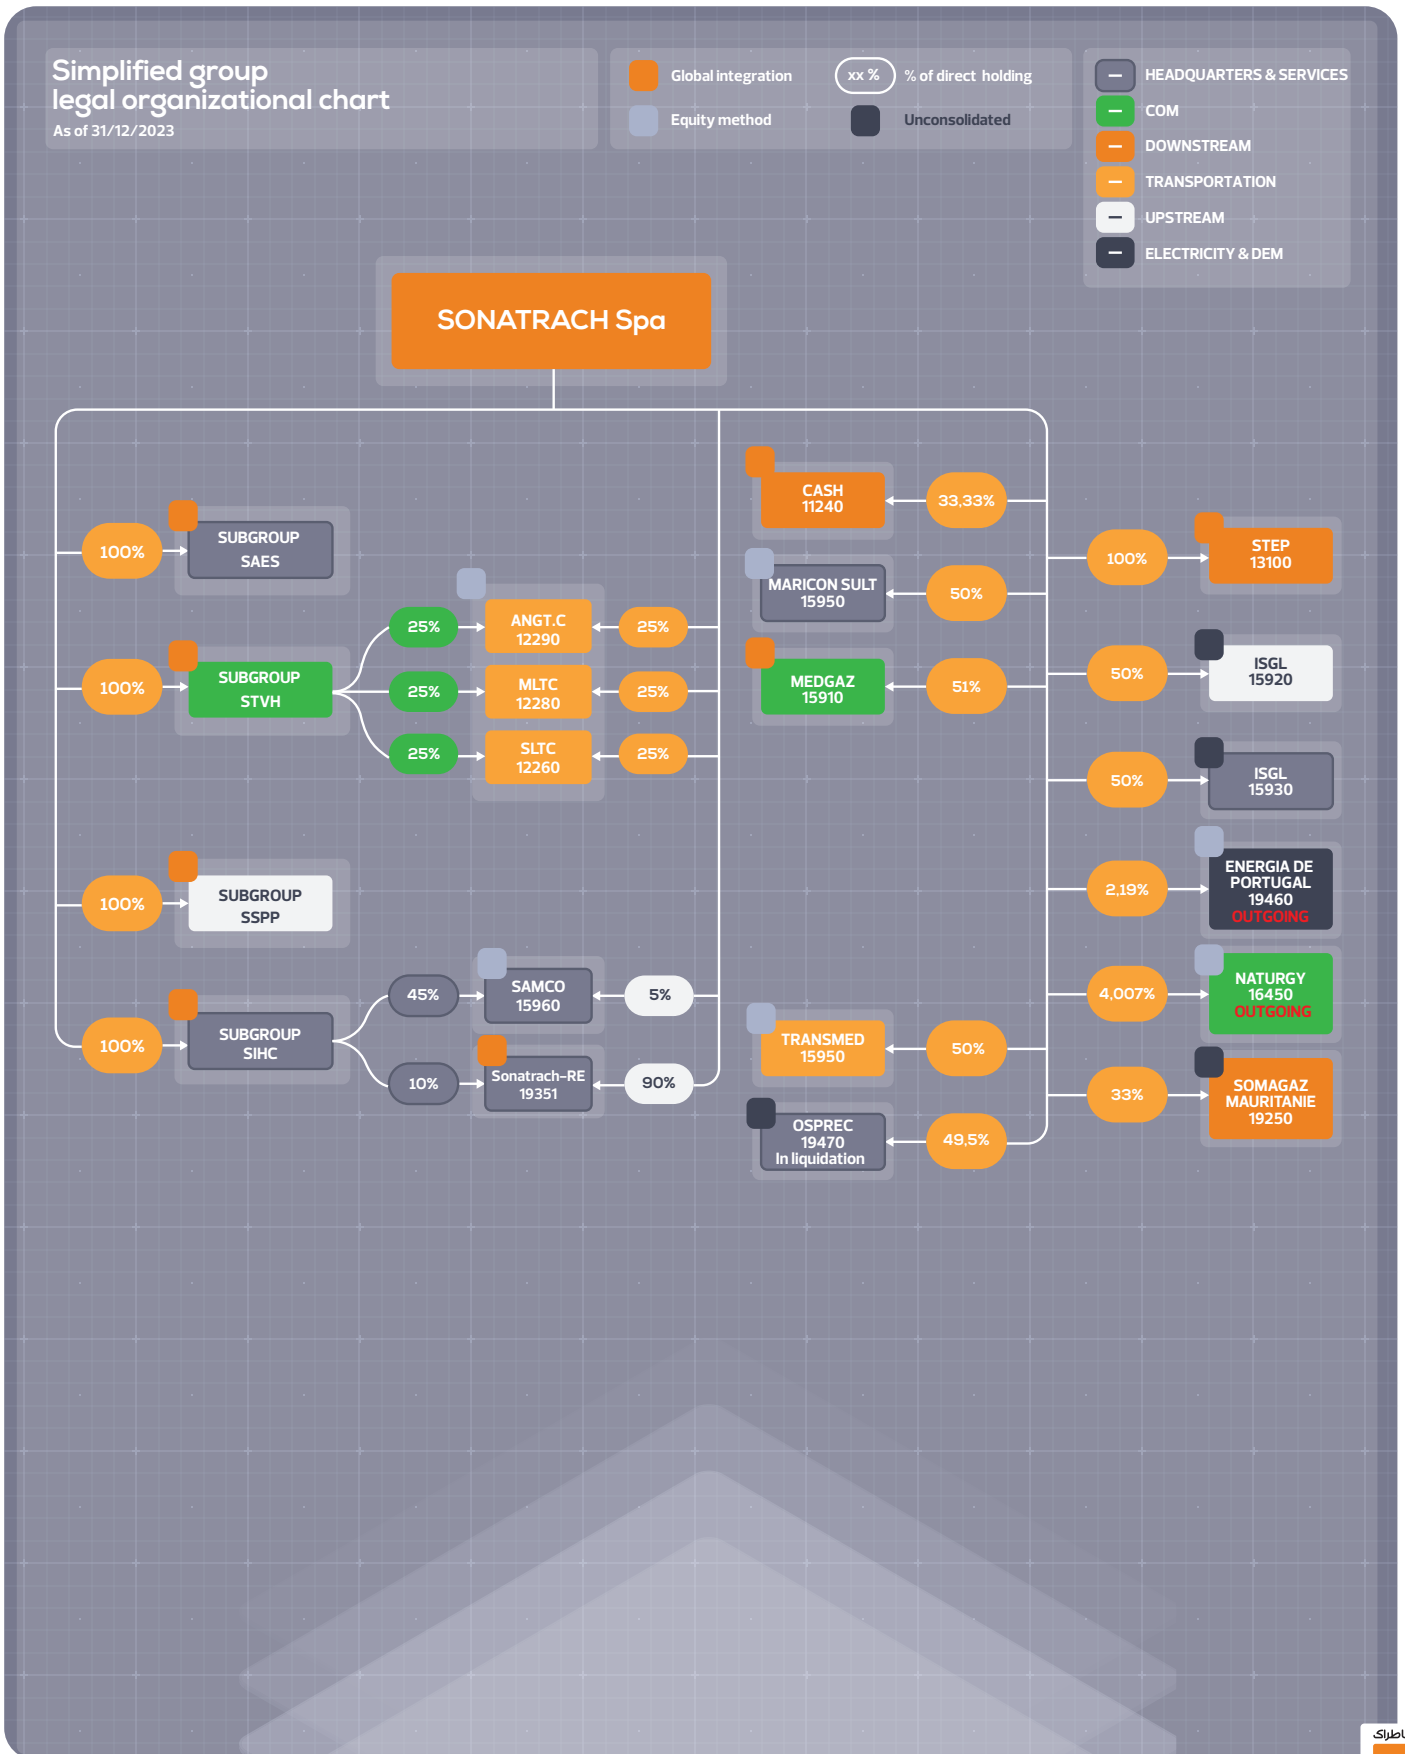 Simplified group
legal organizational chart
As of 31/12/2023
Global integration
xx %
% of direct holding
Equity method
Unconsolidated
HEADQUARTERS & SERVICES
COM
DOWNSTREAM
TRANSPORTATION
UPSTREAM
ELECTRICITY & DEM
SONATRACH Spa
100%
SUBGROUP
SAES
100%
SUBGROUP
STVH
25%
ANGT.C
12290
25%
25%
MLTC
12280
25%
25%
SLTC
12260
25%
100%
SUBGROUP
SSPP
100%
SUBGROUP
SIHC
45%
SAMCO
15960
5%
10%
Sonatrach-RE
19351
90%
CASH
11240
33,33%
MARICON SULT
15950
50%
MEDGAZ
15910
51%
TRANSMED
15950
50%
OSPREC
19470
In liquidation
49,5%
100%
STEP
13100
50%
ISGL
15920
50%
ISGL
15930
2,19%
ENERGIA DE
PORTUGAL
19460
OUTGOING
4,007%
NATURGY
16450
OUTGOING
33%
SOMAGAZ
MAURITANIE
19250